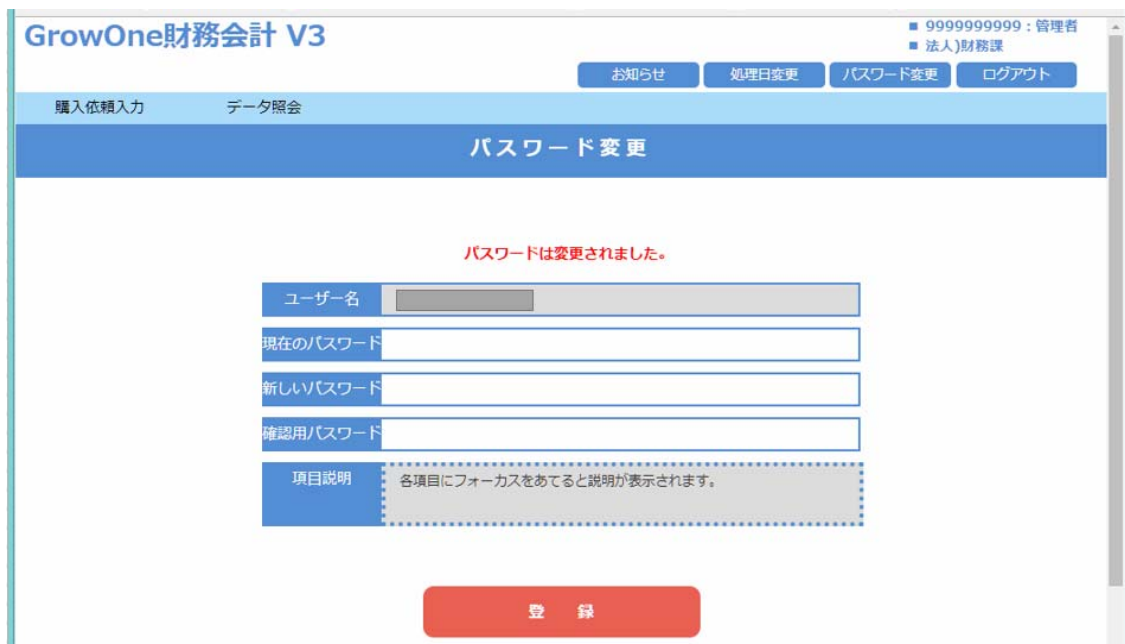 GrowOne財務会計 V3
■ 9999999999：管理者
■ 法人)財務課
お知らせ 処理日変更 パスワード変更 ログアウト
購入依頼入力 データ照会
パスワード変更
パスワードは変更されました。
ユーザー名
現在のパスワード
新しいパスワード
確認用パスワード
項目説明 各項目にフォーカスをあてると説明が表示されます。
登 録